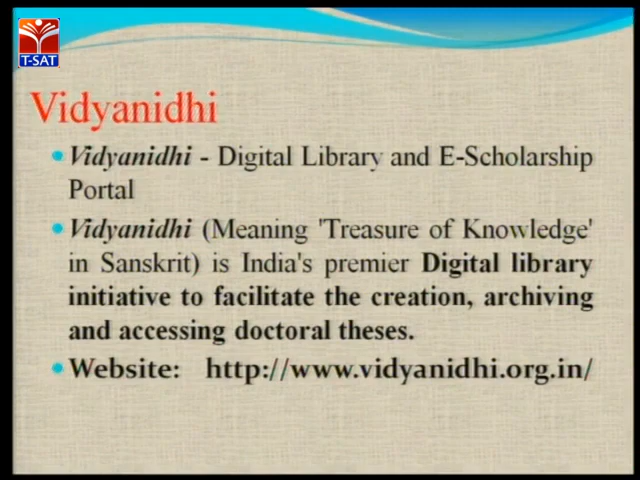 T-SAT
Vidyanidhi
Vidyanidhi - Digital Library and E-Scholarship
Portal
Vidyanidhi (Meaning 'Treasure of Knowledge'
in Sanskrit) is India's premier Digital library
initiative to facilitate the creation, archiving
and accessing doctoral theses.
Website: http://www.vidyanidhi.org.in/